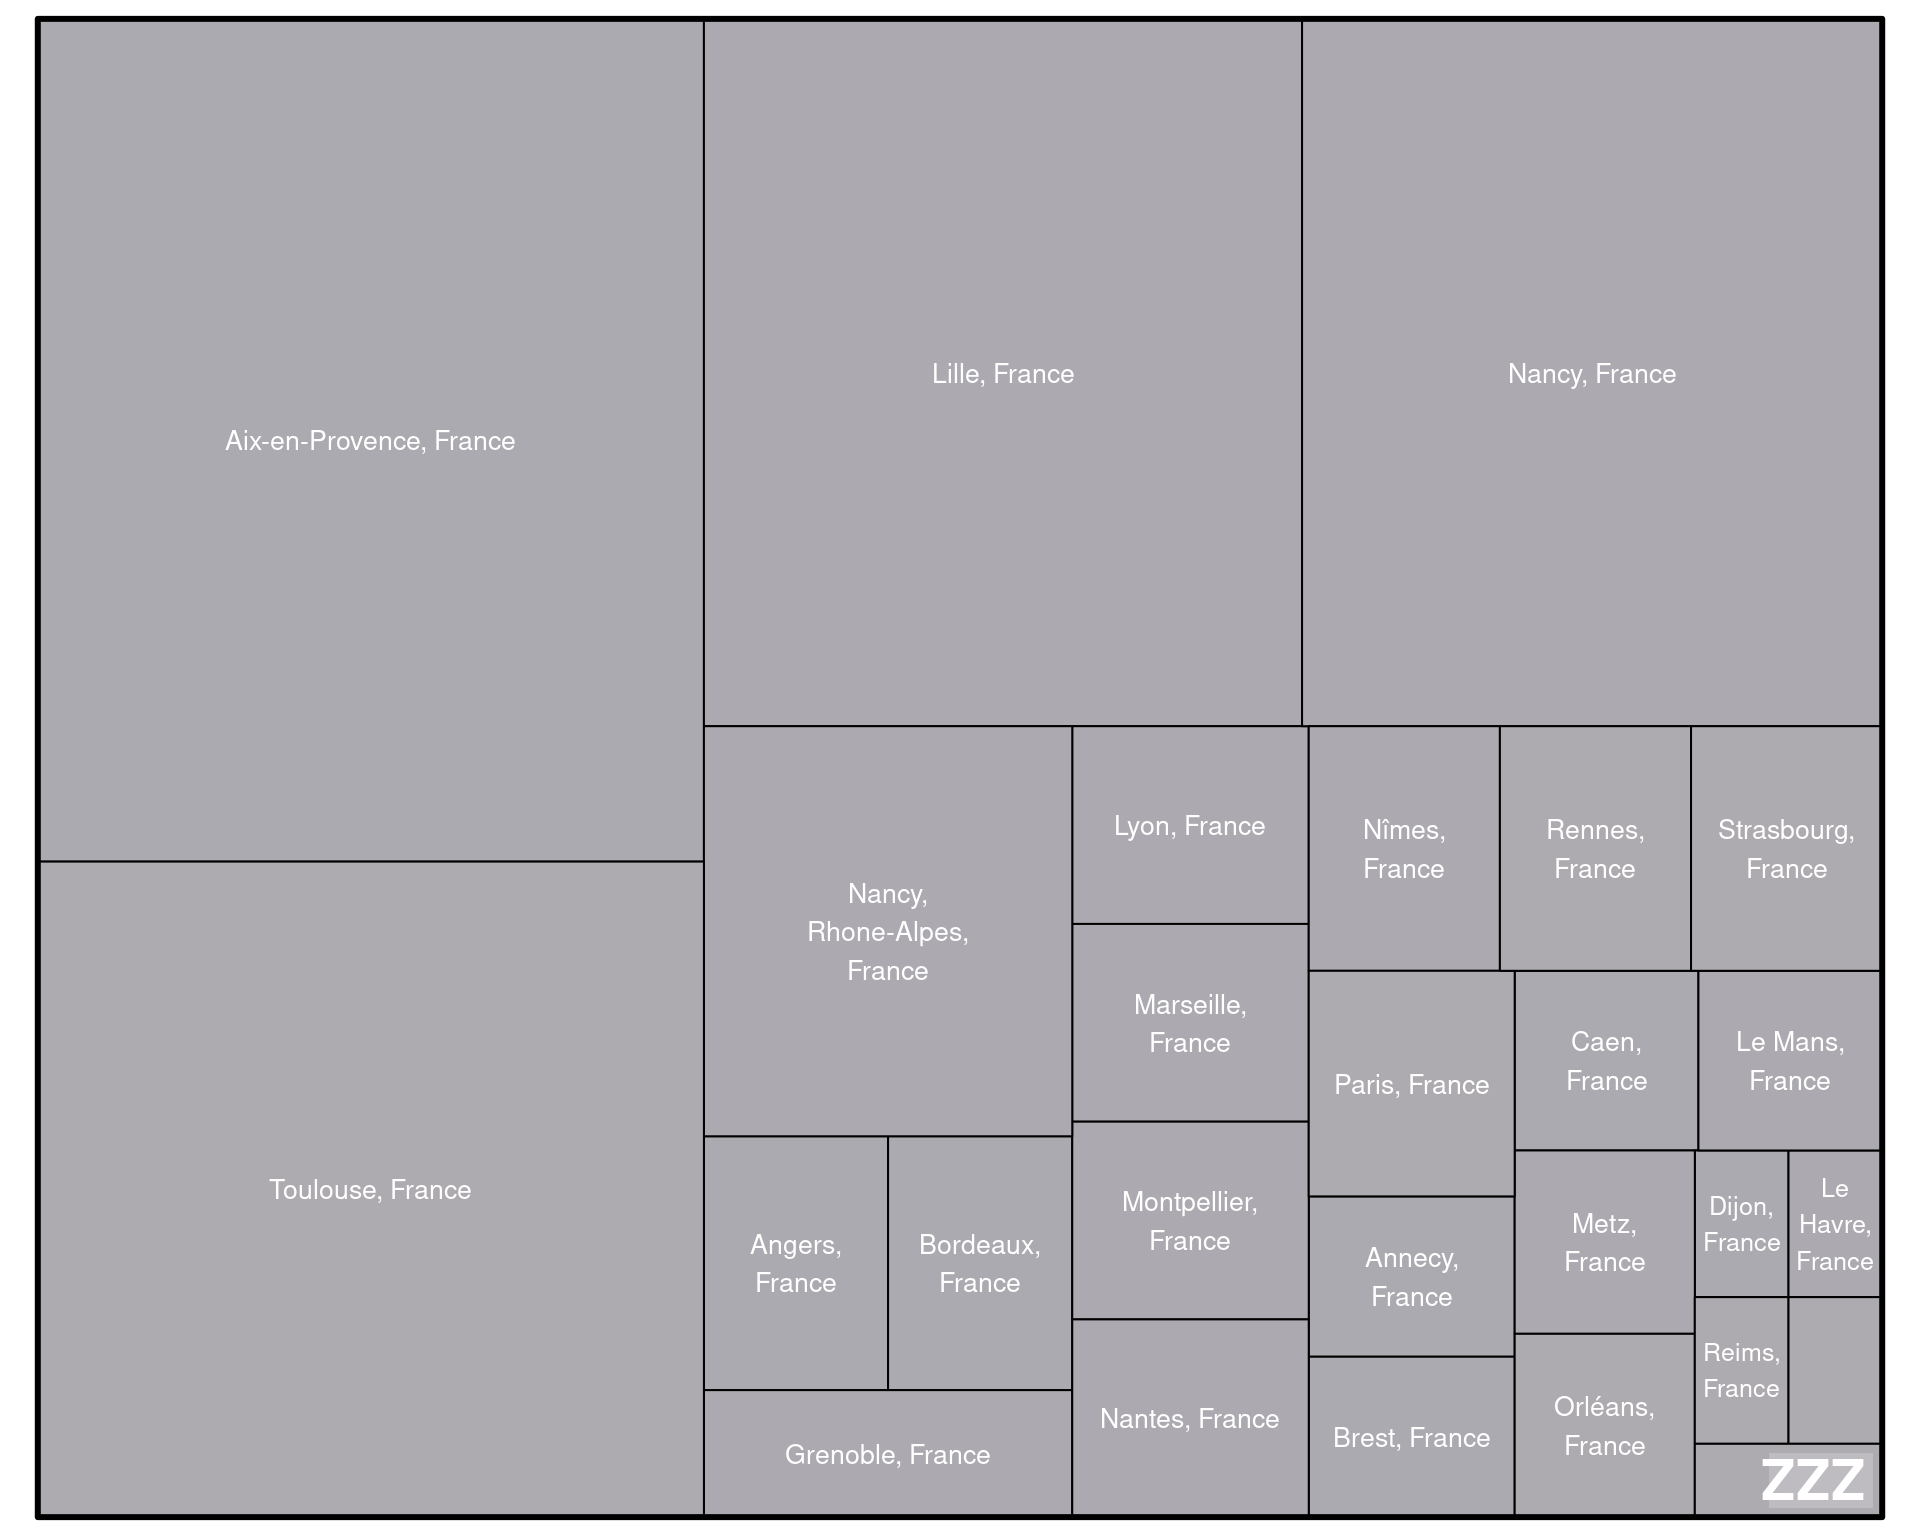 Aix-en-Provence, France
Lille, France
Nancy, France
Toulouse, France
Nancy,
Rhone-Alpes,
France
Lyon, France
Marseille,
France
Montpellier,
France
Nantes, France
Angers,
France
Bordeaux,
France
Grenoble, France
Nîmes,
France
Rennes,
France
Strasbourg,
France
Paris, France
Caen,
France
Le Mans,
France
Annecy,
France
Brest, France
Metz,
France
Orléans,
France
Dijon,
France
Le
Havre,
France
Reims,
France
ZZZ